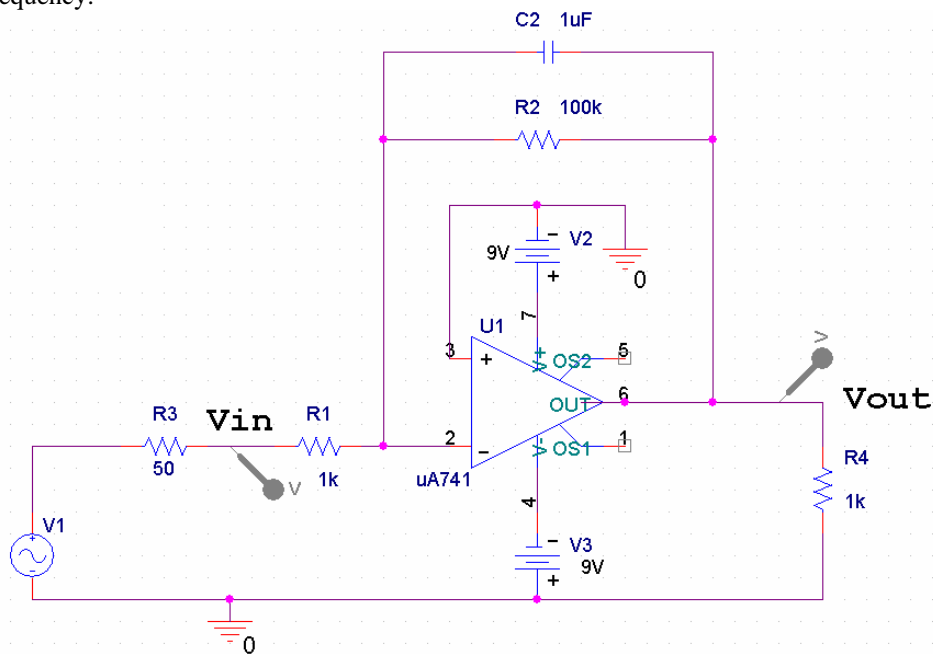 equency.
C2 1uF
R2 100k
- V2
9V
+
0
7
U1
3 + V+ OS2 5
OUT 6
2 - V- OS1 1
uA741
4
R3 Vin R1
50 V 1k
V
Vout
R4
1k
V1
+
-
- V3
9V
+
0